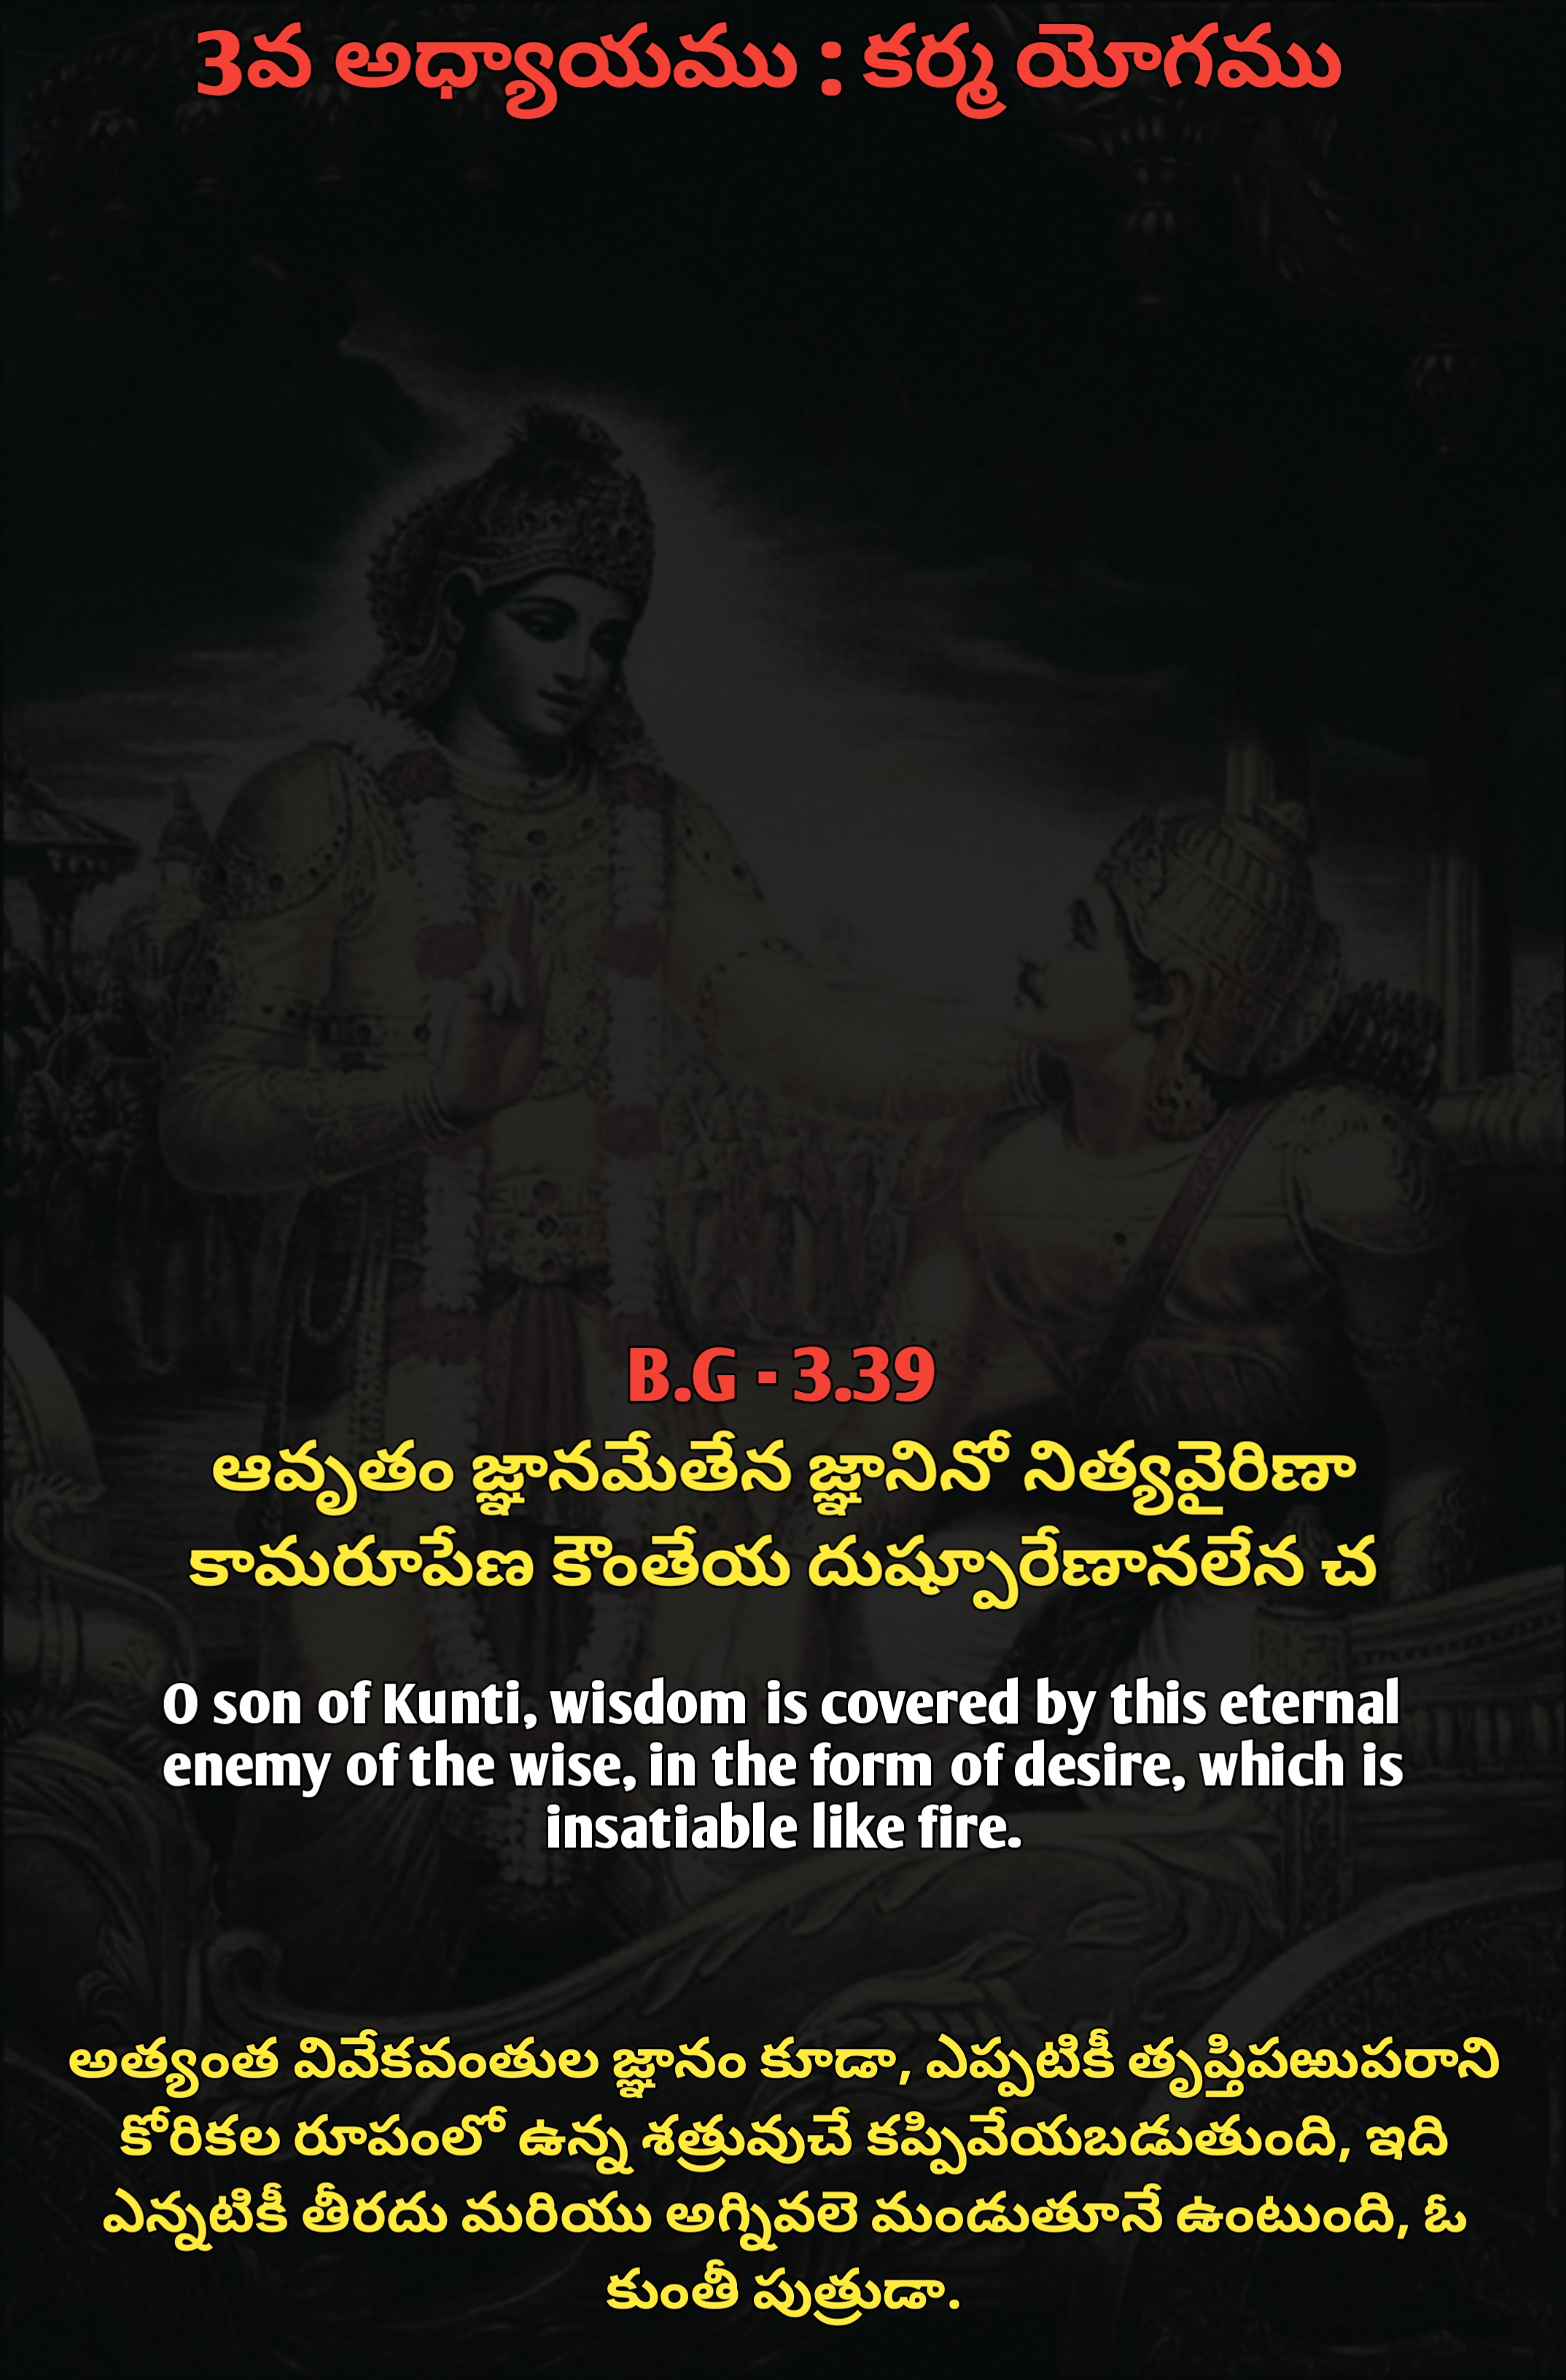 3వ అధ్యాయము : కర్మ యోగము
B.G - 3.39
ఆవృతం జ్ఞానమేతేన జ్ఞానినో నిత్యవైరిణా
కామరూపేణ కౌంతేయ దుష్పూరేణానలేన చ
O son of Kunti, wisdom is covered by this eternal
enemy of the wise, in the form of desire, which is
insatiable like fire.
అత్యంత వివేకవంతుల జ్ఞానం కూడా, ఎప్పటికీ తృప్తిపఱుపరాని
కోరికల రూపంలో ఉన్న శత్రువుచే కప్పివేయబడుతుంది, ఇది
ఎన్నటికీ తీరదు మరియు అగ్నివలె మండుతూనే ఉంటుంది, ఓ
కుంతీ పుత్రుడా.